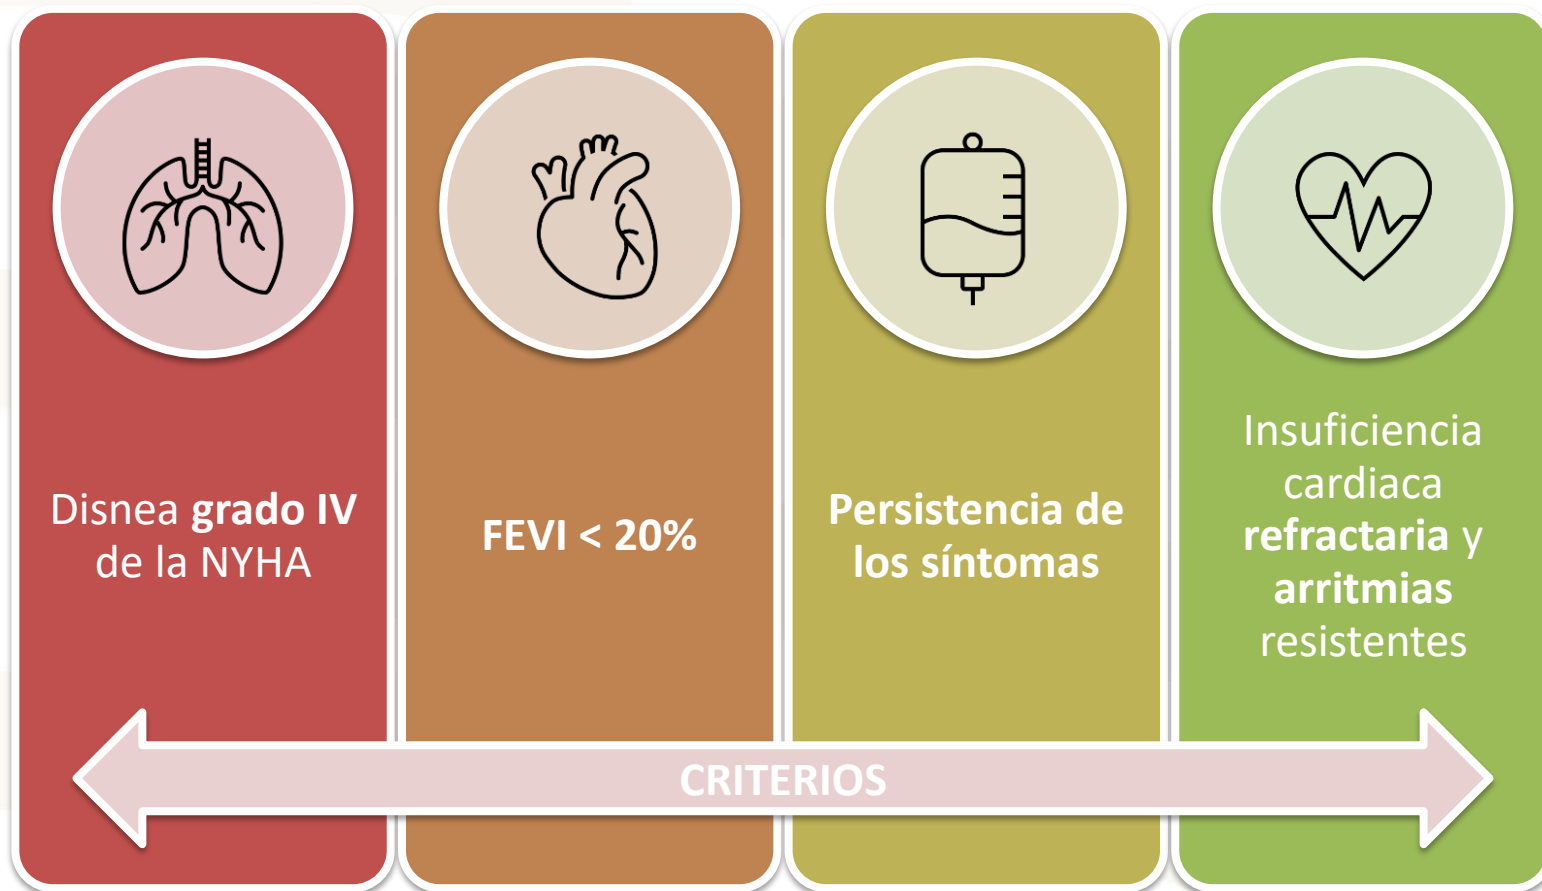 Disnea grado IV
de la NYHA
FEVI < 20%
Persistencia de
los síntomas
Insuficiencia
cardiaca
refractaria y
arritmias
resistentes
CRITERIOS